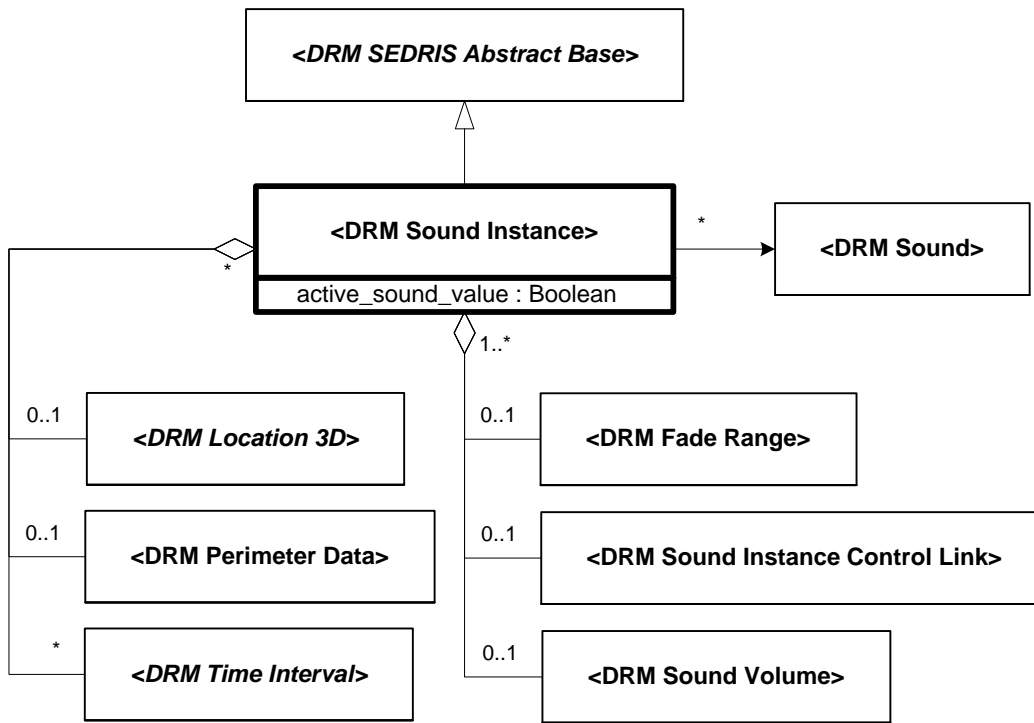 <DRM SEDRIS Abstract Base>
<DRM Sound Instance>
active_sound_value : Boolean
*
<DRM Sound>
*
1..*
0..1
<DRM Location 3D>
0..1
<DRM Fade Range>
0..1
<DRM Perimeter Data>
0..1
<DRM Sound Instance Control Link>
*
<DRM Time Interval>
0..1
<DRM Sound Volume>